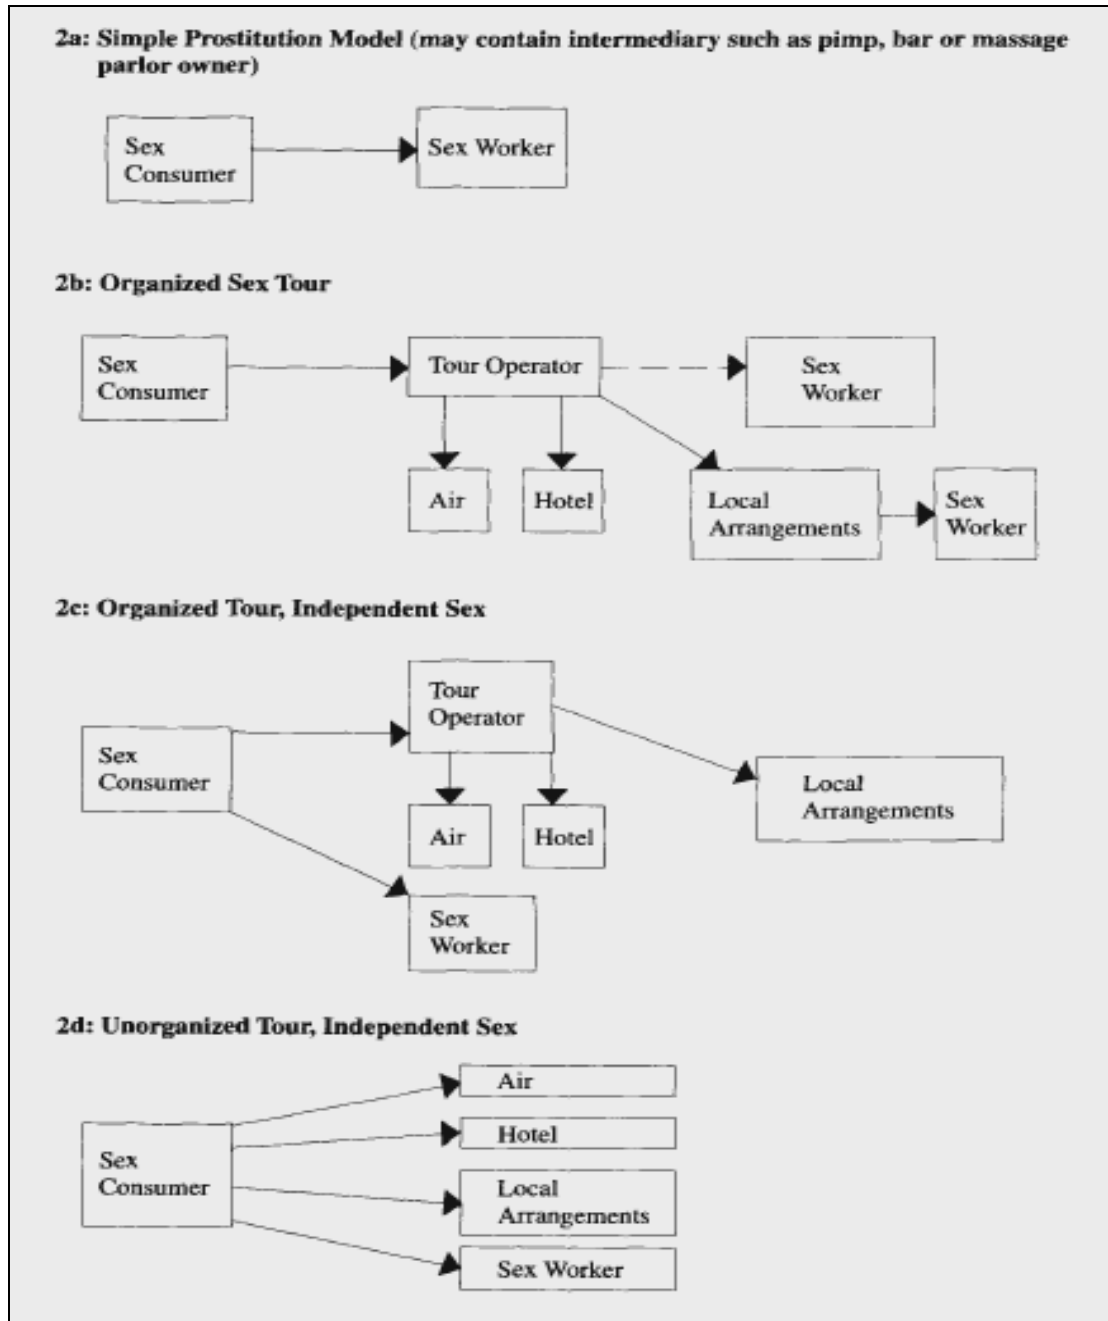 2a: Simple Prostitution Model (may contain intermediary such as pimp, bar or massage
parlor owner)
Sex
Consumer
Sex Worker
2b: Organized Sex Tour
Sex
Consumer
Tour Operator
Sex
Worker
Air
Hotel
Local
Arrangements
Sex
Worker
2c: Organized Tour, Independent Sex
Tour
Operator
Sex
Consumer
Local
Arrangements
Air
Hotel
Sex
Worker
2d: Unorganized Tour, Independent Sex
Air
Hotel
Sex
Consumer
Local
Arrangements
Sex Worker